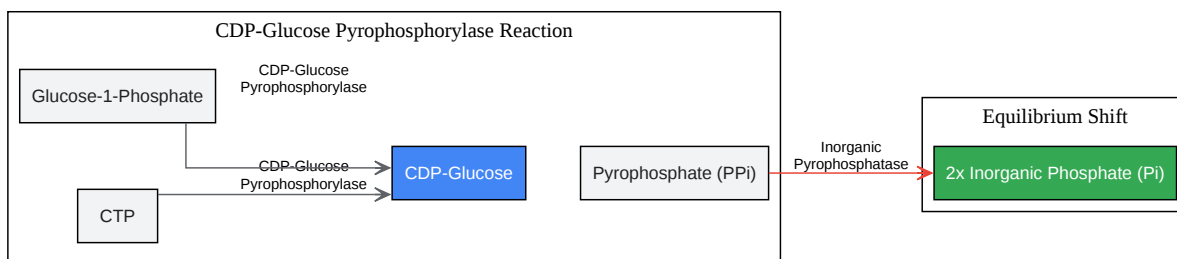 CDP-Glucose Pyrophosphorylase Reaction
CDP-Glucose
Pyrophosphorylase
Glucose-1-Phosphate
Equilibrium Shift
Inorganic
Pyrophosphatase
CDP-Glucose
Pyrophosphorylase
CDP-Glucose
Pyrophosphate (PPi)
2x Inorganic Phosphate (Pi)
CTP